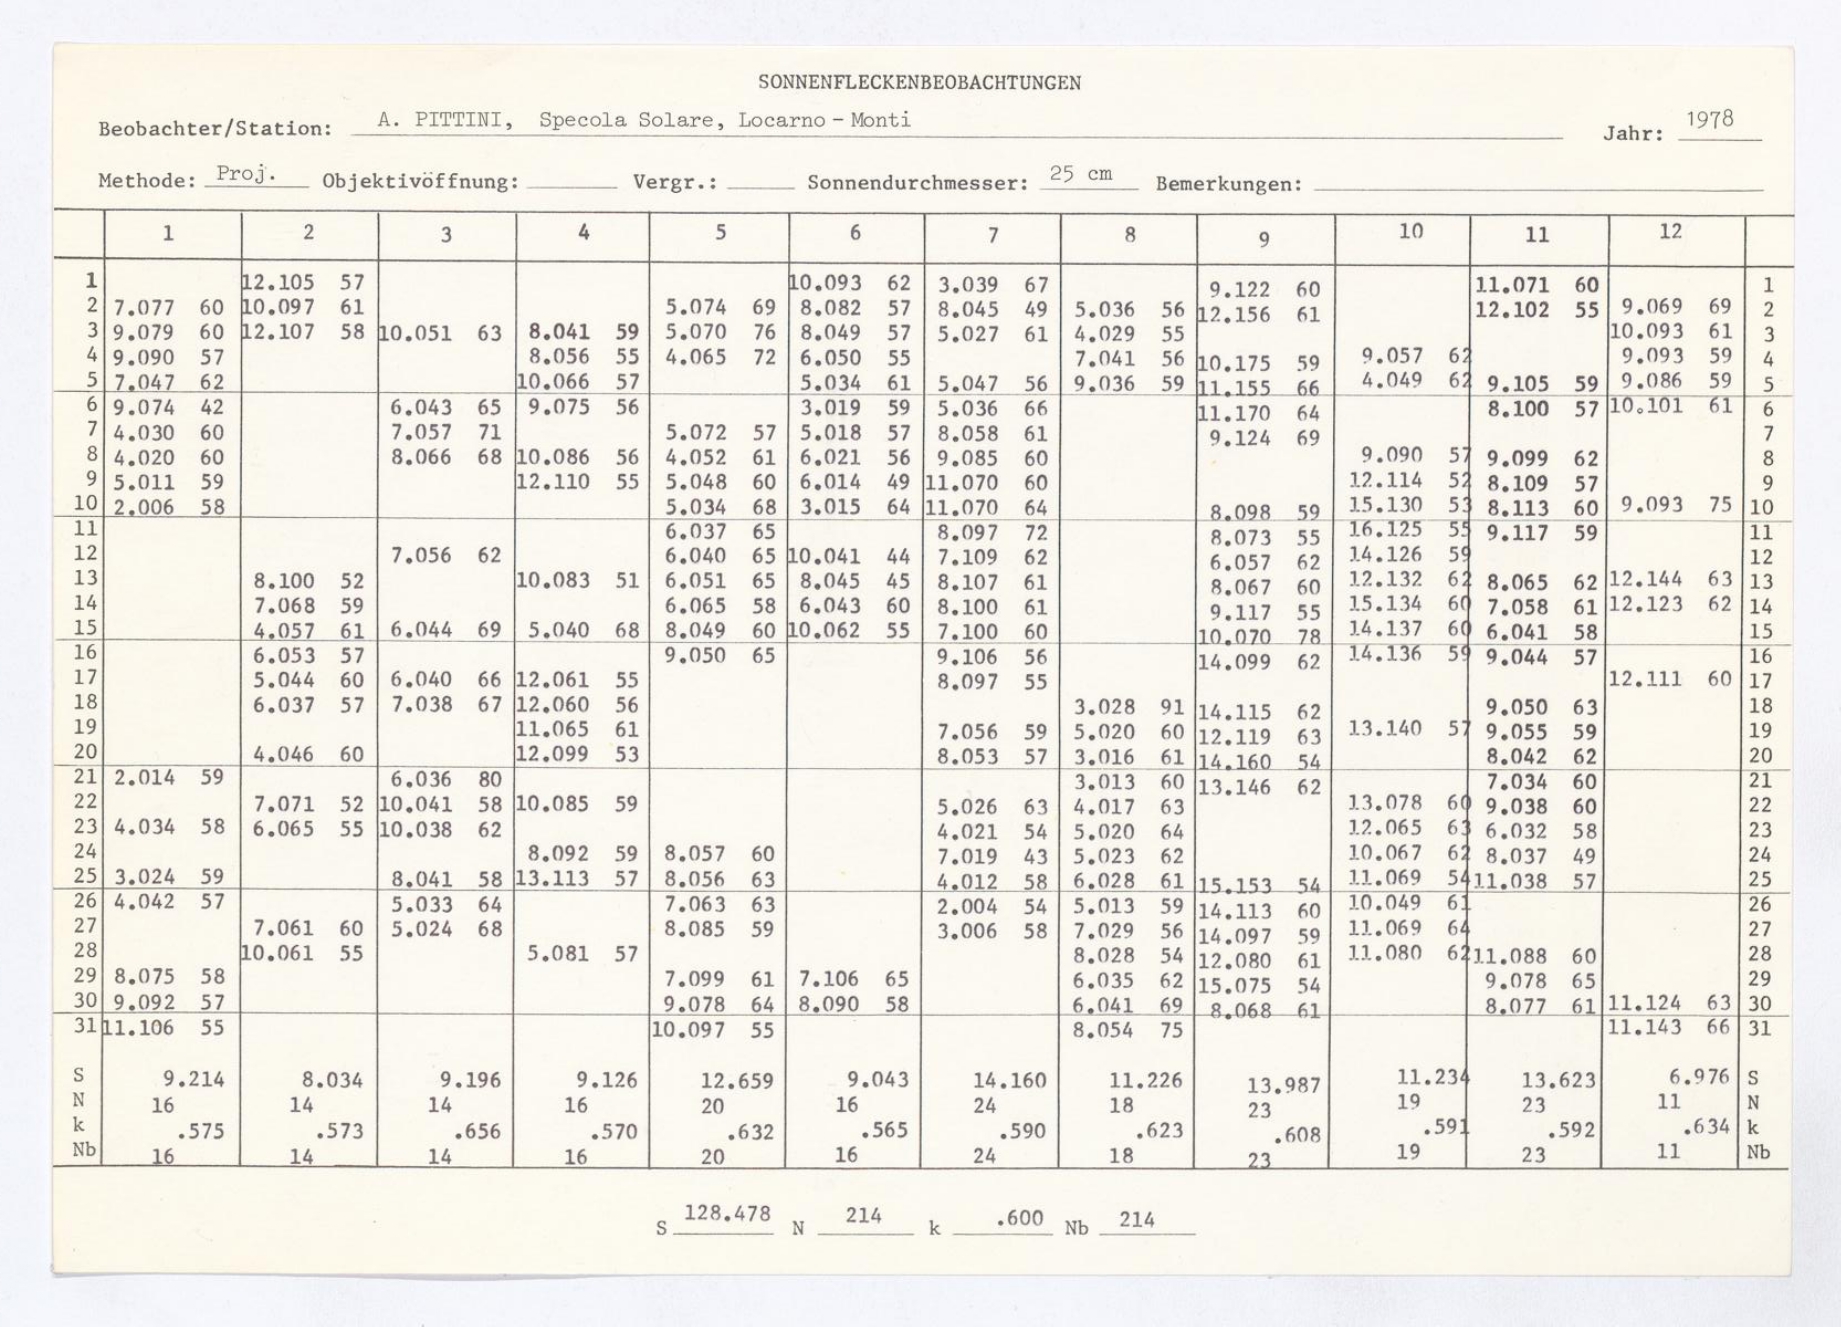 SONNENFLECKENBEOBACHTUNGEN
Beobachter/Station: A. PITTINI, Specola Solare, Locarno - Monti Jahr: 1978
Methode: Proj. Objektivöffnung: Vergr.: Sonnendurchmesser: 25 cm Bemerkungen:
1 2 3 4 5 6 7 8 9 10 11 12
1 12.105 57 10.093 62 3.039 67 9.122 60 11.071 60 1
2 7.077 60 10.097 61 5.074 69 8.082 57 8.045 49 5.036 56 12.156 61 12.102 55 9.069 69 2
3 9.079 60 12.107 58 10.051 63 8.041 59 5.070 76 8.049 57 5.027 61 4.029 55 10.093 61 3
4 9.090 57 8.056 55 4.065 72 6.050 55 7.041 56 10.175 59 9.057 62 9.093 59 4
5 7.047 62 10.066 57 5.034 61 5.047 56 9.036 59 11.155 66 4.049 62 9.105 59 9.086 59 5
6 9.074 42 6.043 65 9.075 56 3.019 59 5.036 66 11.170 64 8.100 57 10.101 61 6
7 4.030 60 7.057 71 5.072 57 5.018 57 8.058 61 9.124 69 7
8 4.020 60 8.066 68 10.086 56 4.052 61 6.021 56 9.085 60 9.090 57 9.099 62 8
9 5.011 59 12.110 55 5.048 60 6.014 49 11.070 60 12.114 52 8.109 57 9
10 2.006 58 5.034 68 3.015 64 11.070 64 8.098 59 15.130 53 8.113 60 9.093 75 10
11 6.037 65 8.097 72 8.073 55 16.125 55 9.117 59 11
12 7.056 62 6.040 65 10.041 44 7.109 62 6.057 62 14.126 59 12
13 8.100 52 10.083 51 6.051 65 8.045 45 8.107 61 8.067 60 12.132 62 8.065 62 12.144 63 13
14 7.068 59 6.065 58 6.043 60 8.100 61 9.117 55 15.134 60 7.058 61 12.123 62 14
15 4.057 61 6.044 69 5.040 68 8.049 60 10.062 55 7.100 60 10.070 78 14.137 60 6.041 58 15
16 6.053 57 9.050 65 9.106 56 14.099 62 14.136 59 9.044 57 16
17 5.044 60 6.040 66 12.061 55 8.097 55 12.111 60 17
18 6.037 57 7.038 67 12.060 56 3.028 91 14.115 62 9.050 63 18
19 11.065 61 7.056 59 5.020 60 12.119 63 13.140 57 9.055 59 19
20 4.046 60 12.099 53 8.053 57 3.016 61 14.160 54 8.042 62 20
21 2.014 59 6.036 80 3.013 60 13.146 62 7.034 60 21
22 7.071 52 10.041 58 10.085 59 5.026 63 4.017 63 13.078 60 9.038 60 22
23 4.034 58 6.065 55 10.038 62 4.021 54 5.020 64 12.065 63 6.032 58 23
24 8.092 59 8.057 60 7.019 43 5.023 62 10.067 62 8.037 49 24
25 3.024 59 8.041 58 13.113 57 8.056 63 4.012 58 6.028 61 15.153 54 11.069 54 11.038 57 25
26 4.042 57 5.033 64 7.063 63 2.004 54 5.013 59 14.113 60 10.049 61 26
27 7.061 60 5.024 68 8.085 59 3.006 58 7.029 56 14.097 59 11.069 64 27
28 10.061 55 5.081 57 8.028 54 12.080 61 11.080 62 11.088 60 28
29 8.075 58 7.099 61 7.106 65 6.035 62 15.075 54 9.078 65 29
30 9.092 57 9.078 64 8.090 58 6.041 69 8.068 61 8.077 61 11.124 63 30
31 11.106 55 10.097 55 8.054 75 11.143 66 31
S 9.214 8.034 9.196 9.126 12.659 9.043 14.160 11.226 13.987 11.234 13.623 6.976 S
N 16 14 14 16 20 16 24 18 23 19 23 11 N
k .575 .573 .656 .570 .632 .565 .590 .623 .608 .591 .592 .634 k
Nb 16 14 14 16 20 16 24 18 23 19 23 11 Nb
S 128.478 N 214 k .600 Nb 214